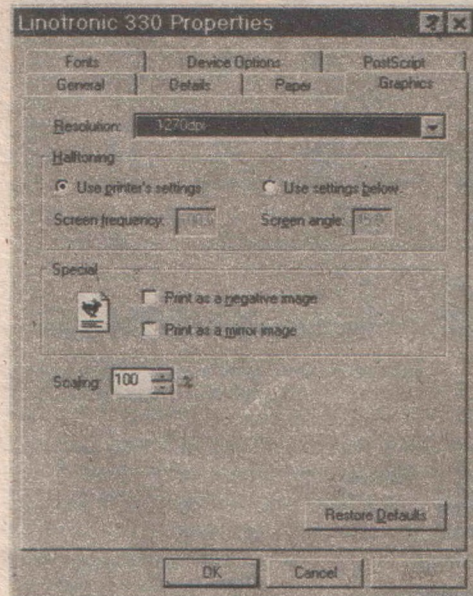 Linotronic 330 Properties
Fonts Device Options PostScript
General Details Paper Graphics
Resolution: 1270dpi
Halftoning
Use printer's settings Use settings below
Screen frequency: Screen angle:
Special
Print as a negative image
Print as a mirror image
Scaling: 100 %
Restore Defaults
OK Cancel